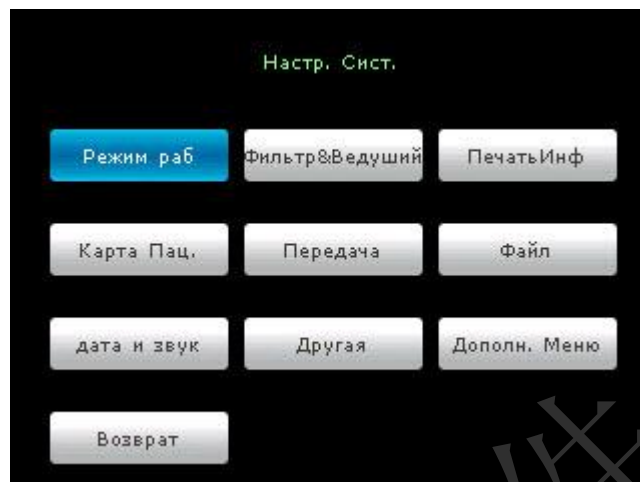 Настр. Сист.
Режим раб
Фильтр&Ведуший
ПечатьИнф
Карта Пац.
Передача
Файл
дата и звук
Другая
Дополн. Меню
Возврат